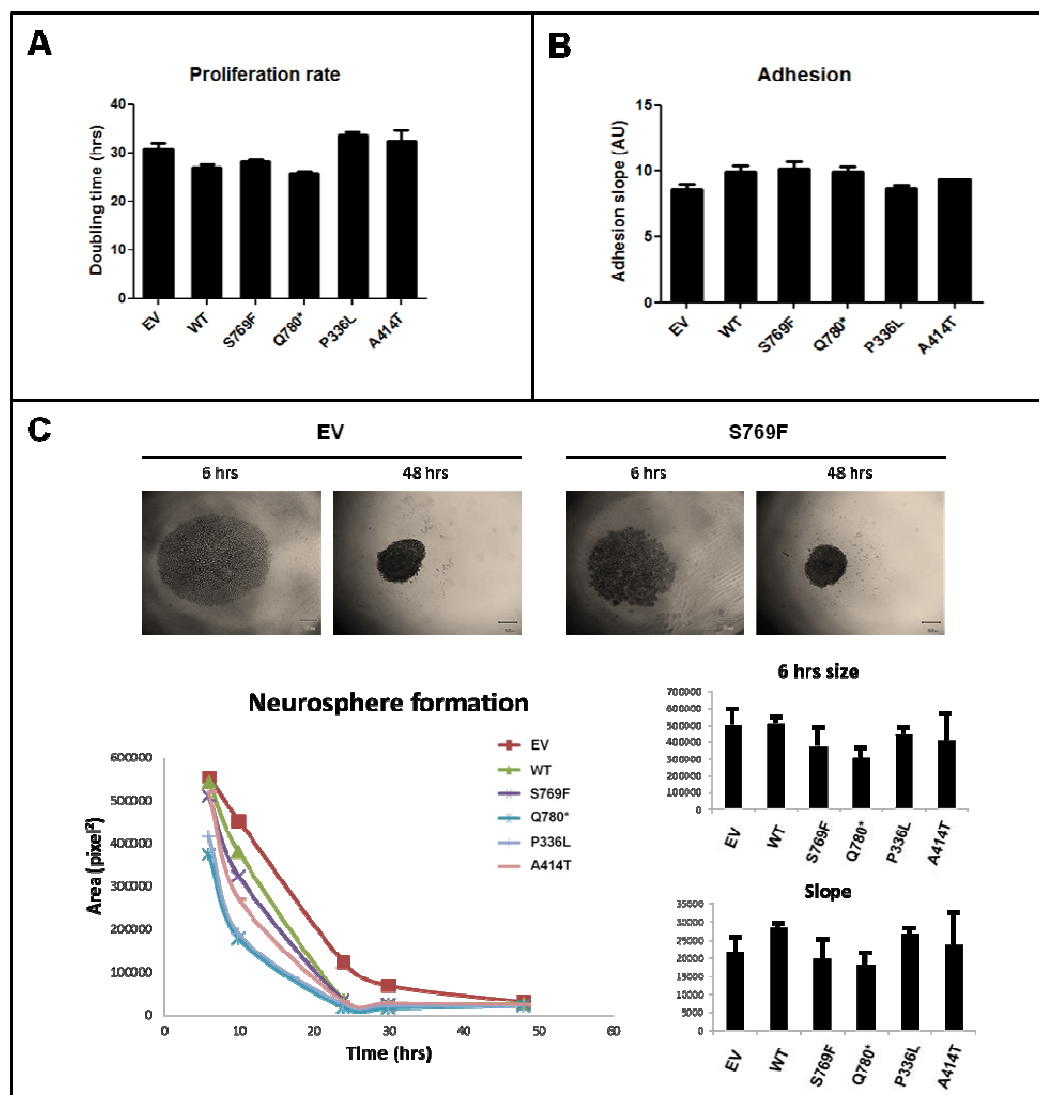 A
Proliferation rate
Doubling time (hrs)
40
30
20
10
0
EV WT S769F Q780* P336L A414T
B
Adhesion
Adhesion slope (AU)
15
10
5
0
EV WT S769F Q780* P336L A414T
C
EV S769F
6 hrs 48 hrs 6 hrs 48 hrs
Neurosphere formation
Area (pixel²)
600000
500000
400000
300000
200000
100000
0
0 10 20 30 40 50 60
Time (hrs)
EV
WT
S769F
Q780*
P336L
A414T
6 hrs size
700000
600000
500000
400000
300000
200000
100000
0
EV WT S769F Q780* P336L A414T
Slope
35000
30000
25000
20000
15000
10000
5000
0
EV WT S769F Q780* P336L A414T